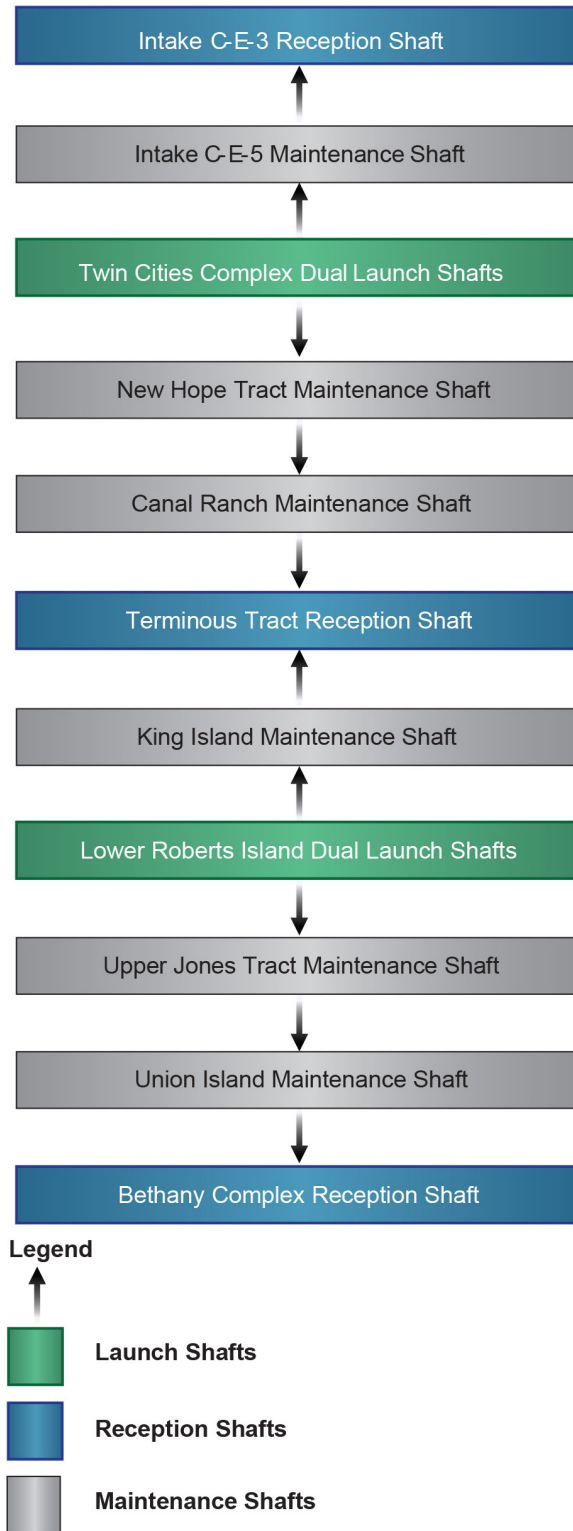 Intake C-E-3 Reception Shaft
Intake C-E-5 Maintenance Shaft
Twin Cities Complex Dual Launch Shafts
New Hope Tract Maintenance Shaft
Canal Ranch Maintenance Shaft
Terminous Tract Reception Shaft
King Island Maintenance Shaft
Lower Roberts Island Dual Launch Shafts
Upper Jones Tract Maintenance Shaft
Union Island Maintenance Shaft
Bethany Complex Reception Shaft
Legend
Launch Shafts
Reception Shafts
Maintenance Shafts